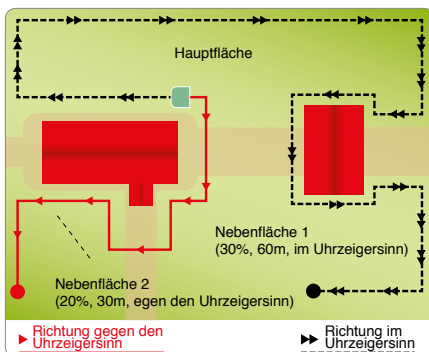 Hauptfläche
Nebenfläche 1
(30%, 60m, im Uhrzeigersinn)
Nebenfläche 2
(20%, 30m, egen den Uhrzeigersinn)
Richtung gegen den
Uhrzeigersinn
Richtung im
Uhrzeigersinn